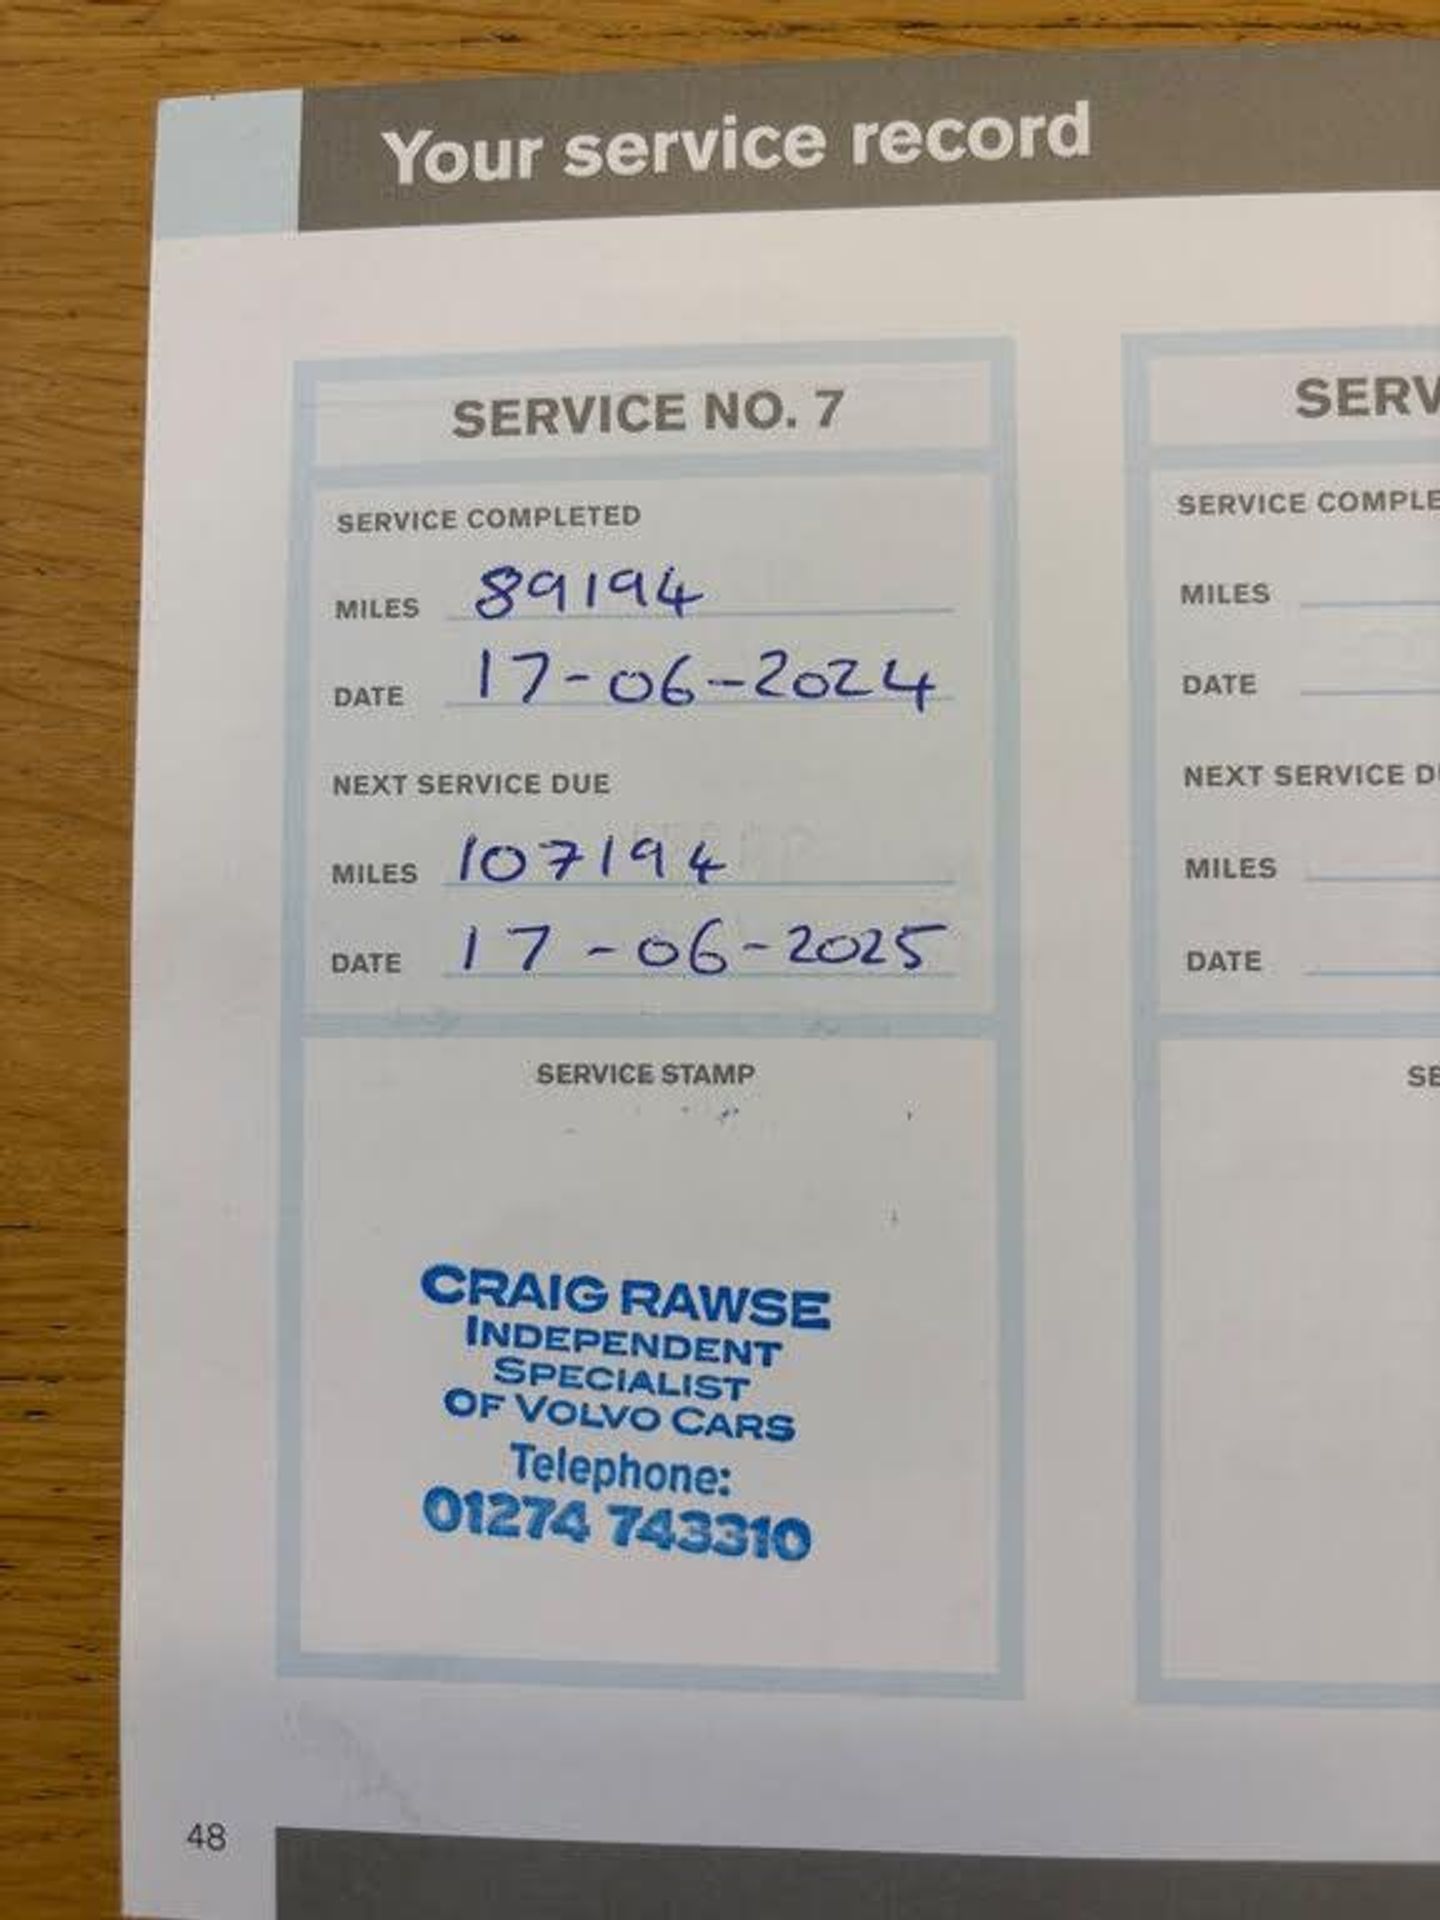 Your service record
SERVICE NO. 7
SERVICE COMPLETED
MILES 89194
DATE 17-06-2024
NEXT SERVICE DUE
MILES 107194
DATE 17-06-2025
SERVICE STAMP
CRAIG RAWSE
INDEPENDENT
SPECIALIST
OF VOLVO CARS
Telephone:
01274 743310
SERV
SERVICE COMPLE
MILES
DATE
NEXT SERVICE D
MILES
DATE
SE
48